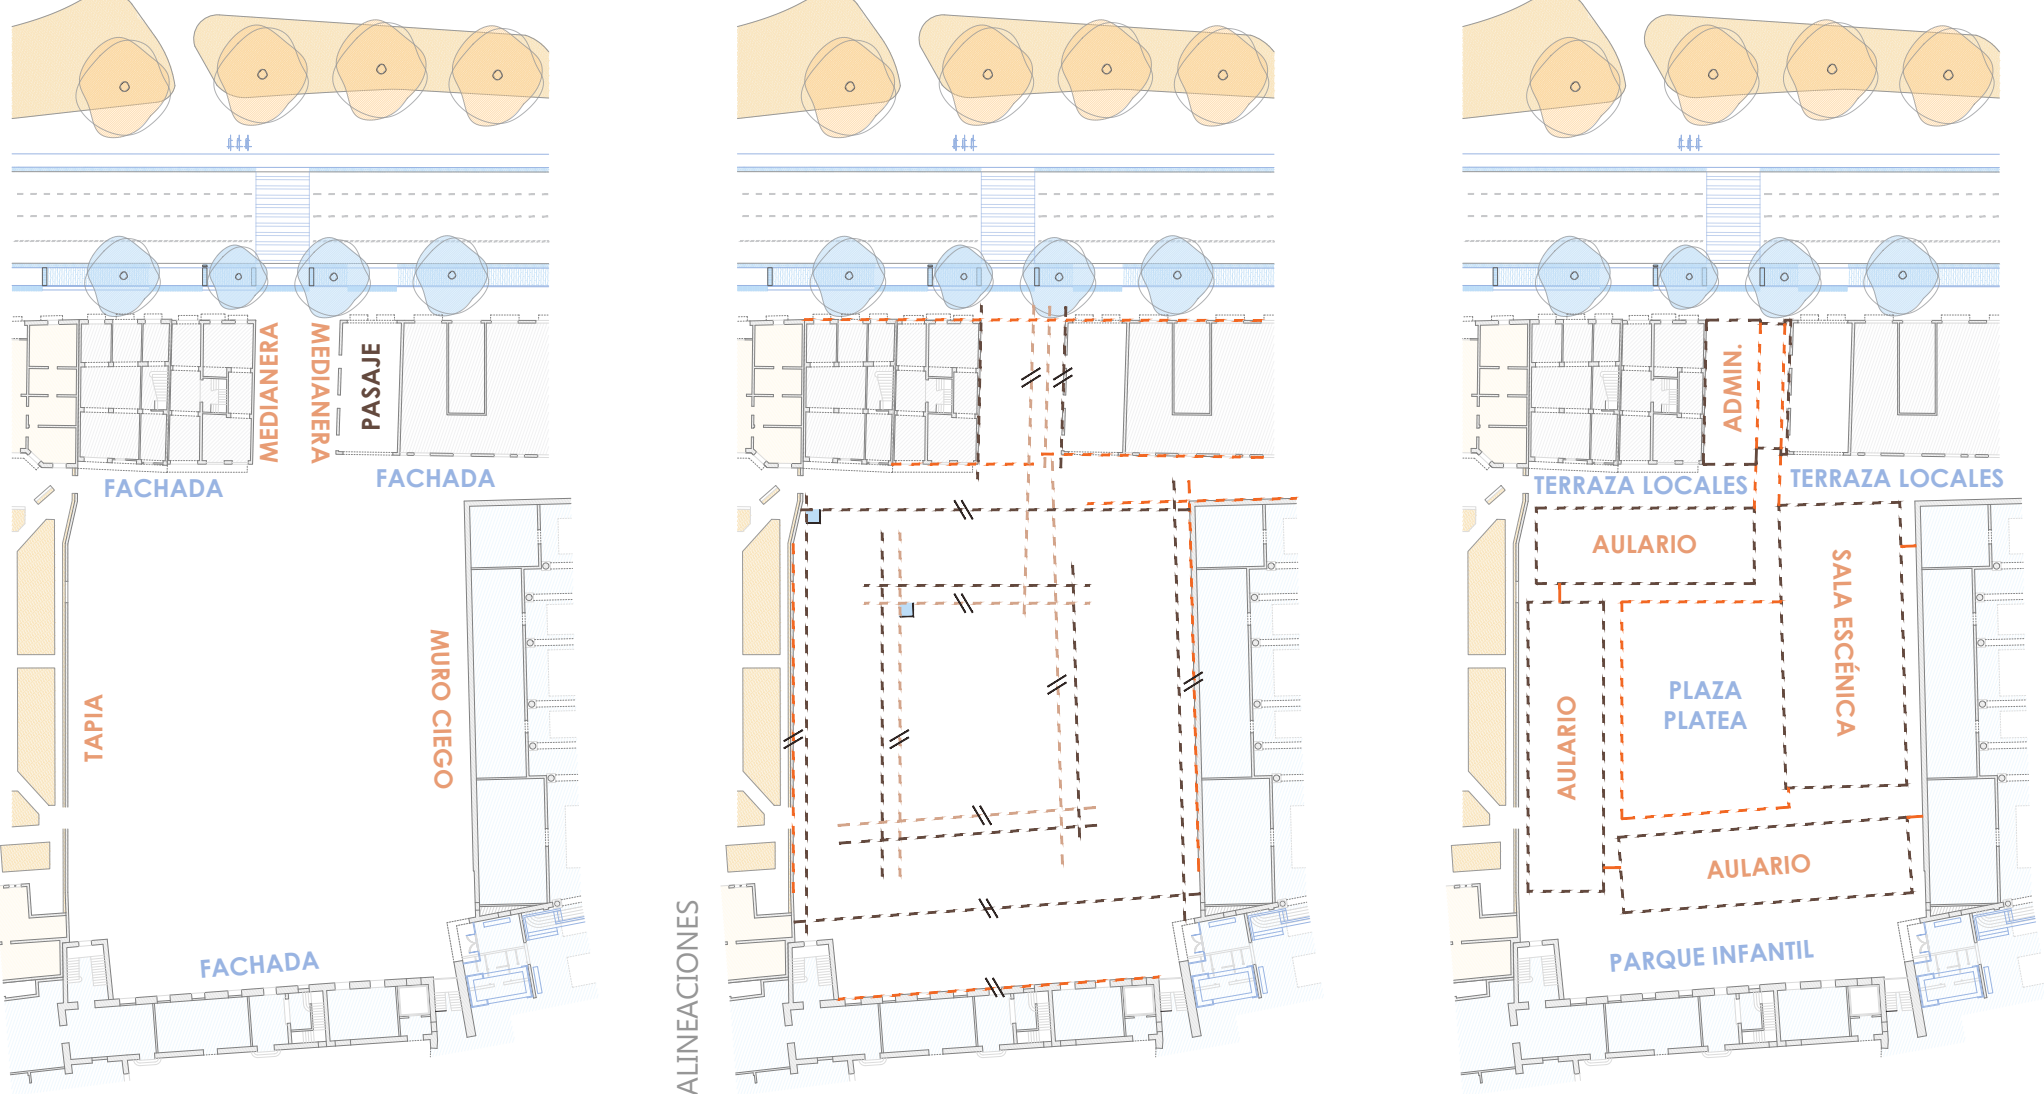 MEDIANERA
MEDIANERA
PASAJE
FACHADA
FACHADA
TAPIA
MURO CIEGO
FACHADA
ALINEACIONES
ADMIN.
TERRAZA LOCALES
TERRAZA LOCALES
AULARIO
SALA ESCÉNICA
PLAZA
PLATEA
AULARIO
AULARIO
PARQUE INFANTIL